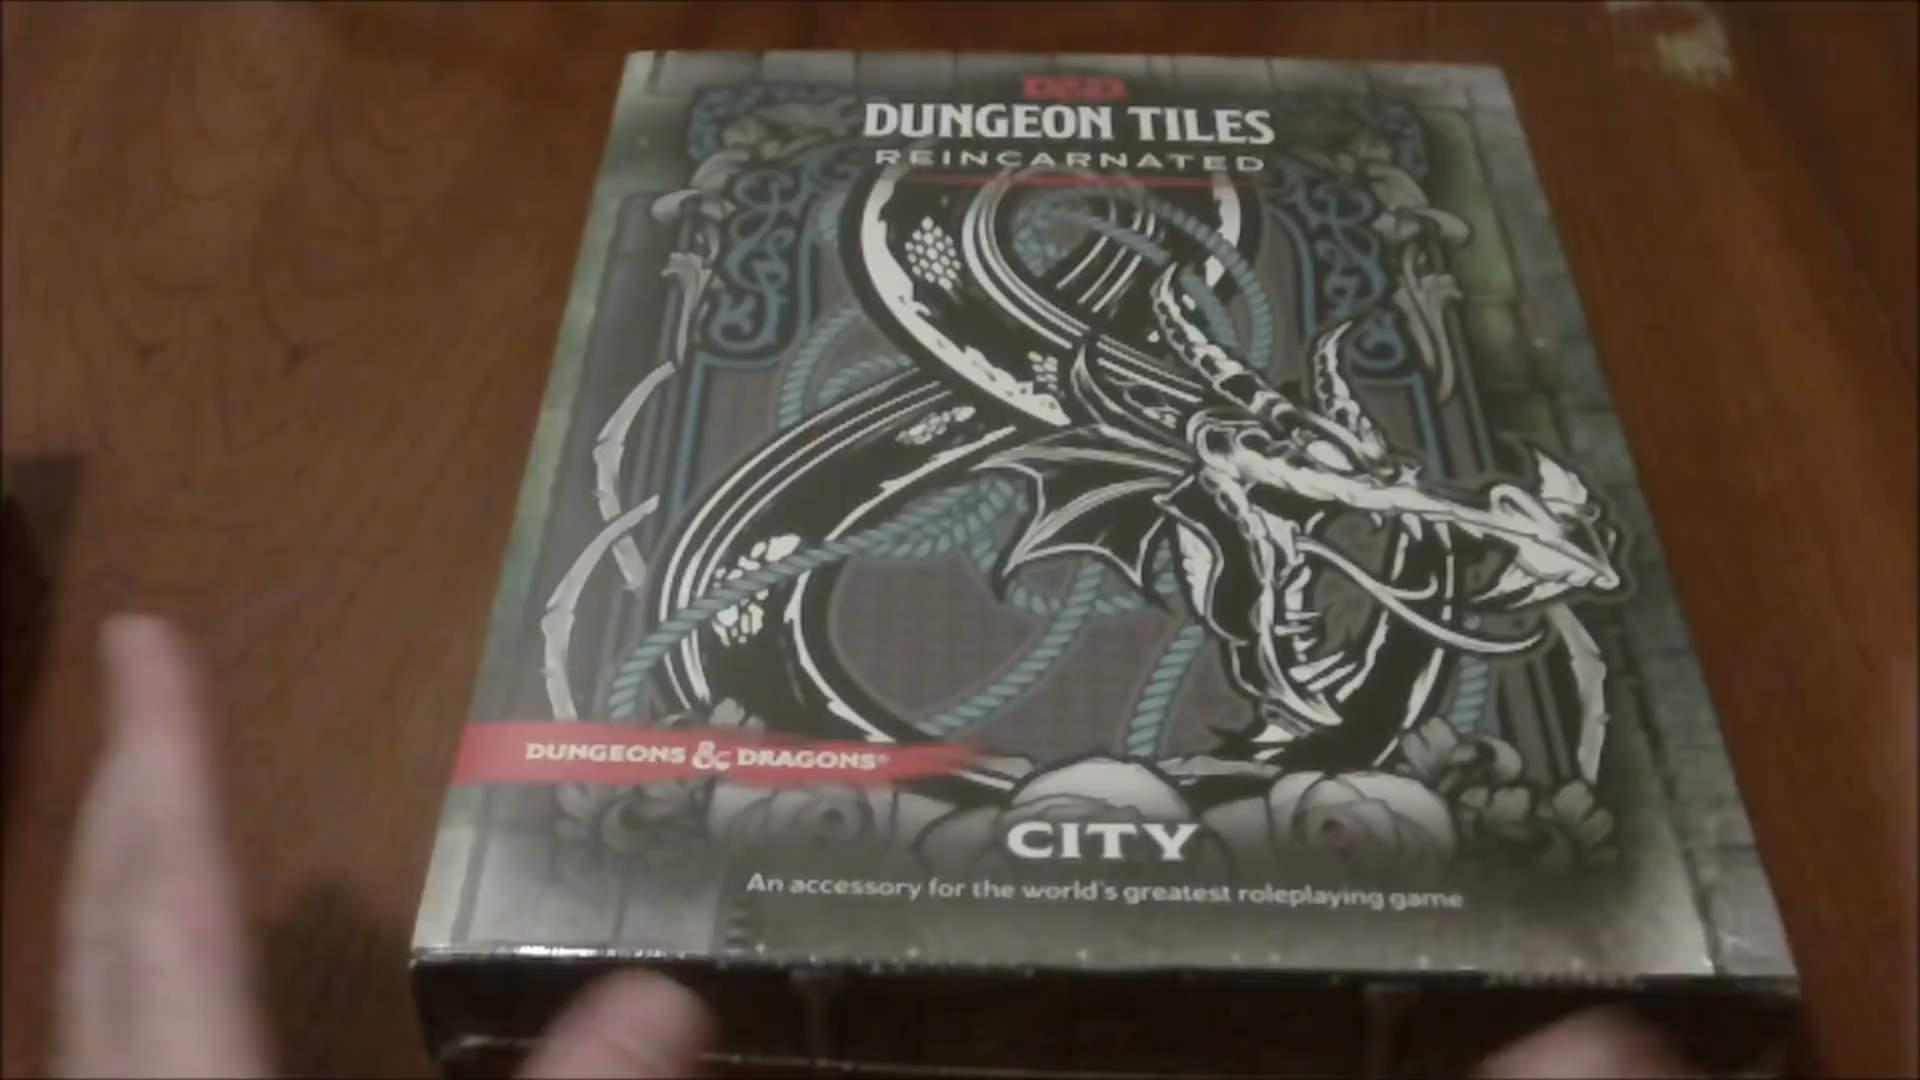 D&D
DUNGEON TILES
REINCARNATED
DUNGEONS & DRAGONS®
CITY
An accessory for the world's greatest roleplaying game